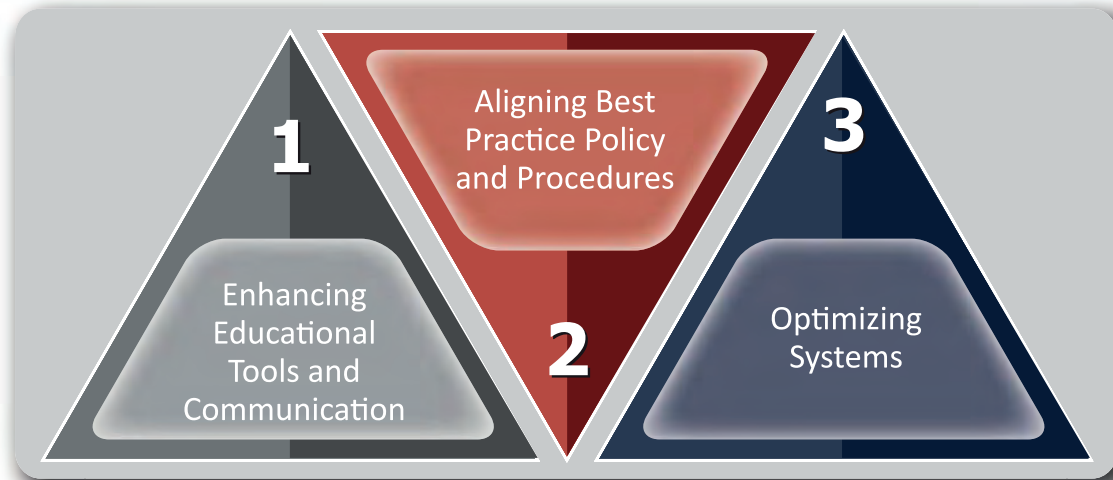 1
Enhancing
Educational
Tools and
Communication
Aligning Best
Practice Policy
and Procedures
2
3
Optimizing
Systems